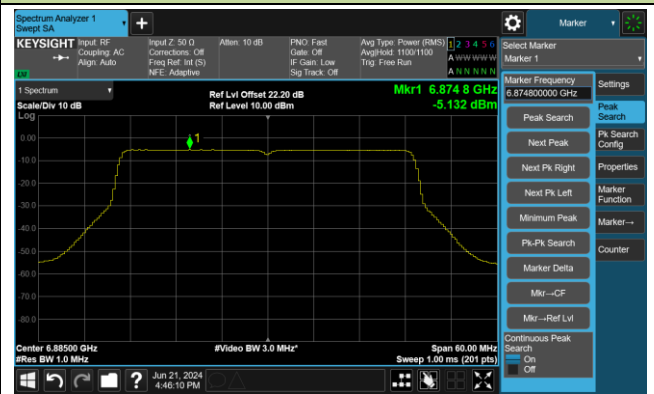 Spectrum Analyzer 1
Swept SA
+
Marker
KEYSIGHT
Input: RF
Coupling: AC
Align: Auto
Input Z: 50 Ω
Corrections: Off
Freq Ref: Int (S)
NFE: Adaptive
Atten: 10 dB
PNO: Fast
Gate: Off
IF Gain: Low
Sig Track: Off
Avg Type: Power (RMS)
Avg|Hold: 1100/1100
Trig: Free Run
1 2 3 4 5 6
A W W W W W
A N N N N N
LXI
Select Marker
Marker 1
1 Spectrum
Scale/Div 10 dB
Log
Ref Lvl Offset 22.20 dB
Ref Level 10.00 dBm
Mkr1 6.874 8 GHz
-5.132 dBm
1
0.00
-10.0
-20.0
-30.0
-40.0
-50.0
-60.0
-70.0
-80.0
Center 6.88500 GHz
#Res BW 1.0 MHz
#Video BW 3.0 MHz*
Span 60.00 MHz
Sweep 1.00 ms (201 pts)
Marker Frequency
6.874800000 GHz
Peak Search
Next Peak
Next Pk Right
Next Pk Left
Minimum Peak
Pk-Pk Search
Marker Delta
Mkr→CF
Mkr→Ref Lvl
Continuous Peak
Search
On
Off
Settings
Peak
Search
Pk Search
Config
Properties
Marker
Function
Marker→
Counter
?
Jun 21, 2024
4:46:10 PM